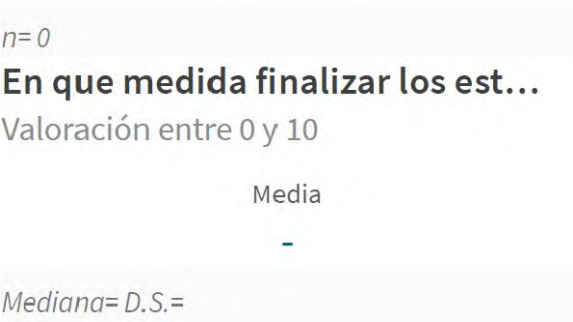 n= 0
En que medida finalizar los est...
Valoración entre 0 y 10
Media
-
Mediana= D.S.=